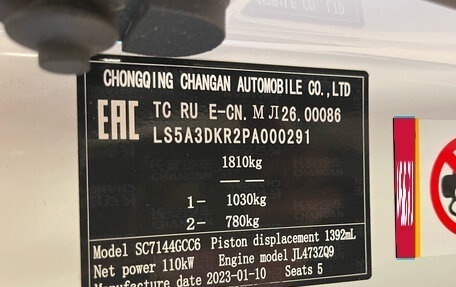 CHONGQING CHANGAN AUTOMOBILE CO.,LTD
EAC TC RU E-CN.МЛ26.00086
LS5A3DKR2PA000291
1810kg
— —
1- 1030kg
2- 780kg
Model SC7144GCC6 Piston displacement 1392mL
Net power 110kW Engine model JL473ZQ9
Manufacture date 2023-01-10 Seats 5